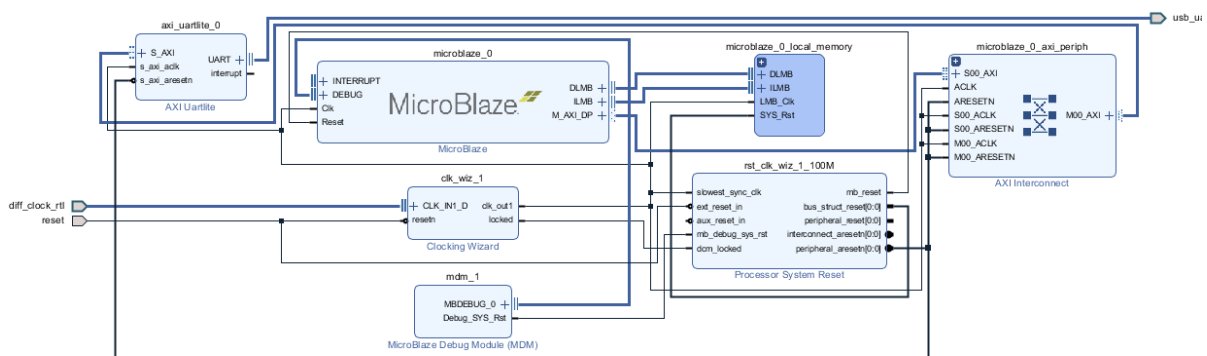 axi_uartlite_0
S_AXI
s_axi_aclk
s_axi_aresetn
UART
interrupt
AXI Uartlite
microblaze_0
INTERRUPT
DEBUG
Clk
Reset
MicroBlaze
DLMB
ILMB
M_AXI_DP
MicroBlaze
microblaze_0_local_memory
DLMB
ILMB
LMB_Clk
SYS_Rst
usb_ua
microblaze_0_axi_periph
S00_AXI
ACLK
ARESETN
S00_ACLK
S00_ARESETN
M00_ACLK
M00_ARESETN
M00_AXI
AXI Interconnect
diff_clock_rtl
reset
clk_wiz_1
CLK_IN1_D
resetn
clk_out1
locked
Clocking Wizard
rst_clk_wiz_1_100M
slowest_sync_clk
ext_reset_in
aux_reset_in
mb_debug_sys_rst
dcm_locked
mb_reset
bus_struct_reset[0:0]
peripheral_reset[0:0]
interconnect_aresetn[0:0]
peripheral_aresetn[0:0]
Processor System Reset
mdm_1
MBDEBUG_0
Debug_SYS_Rst
MicroBlaze Debug Module (MDM)